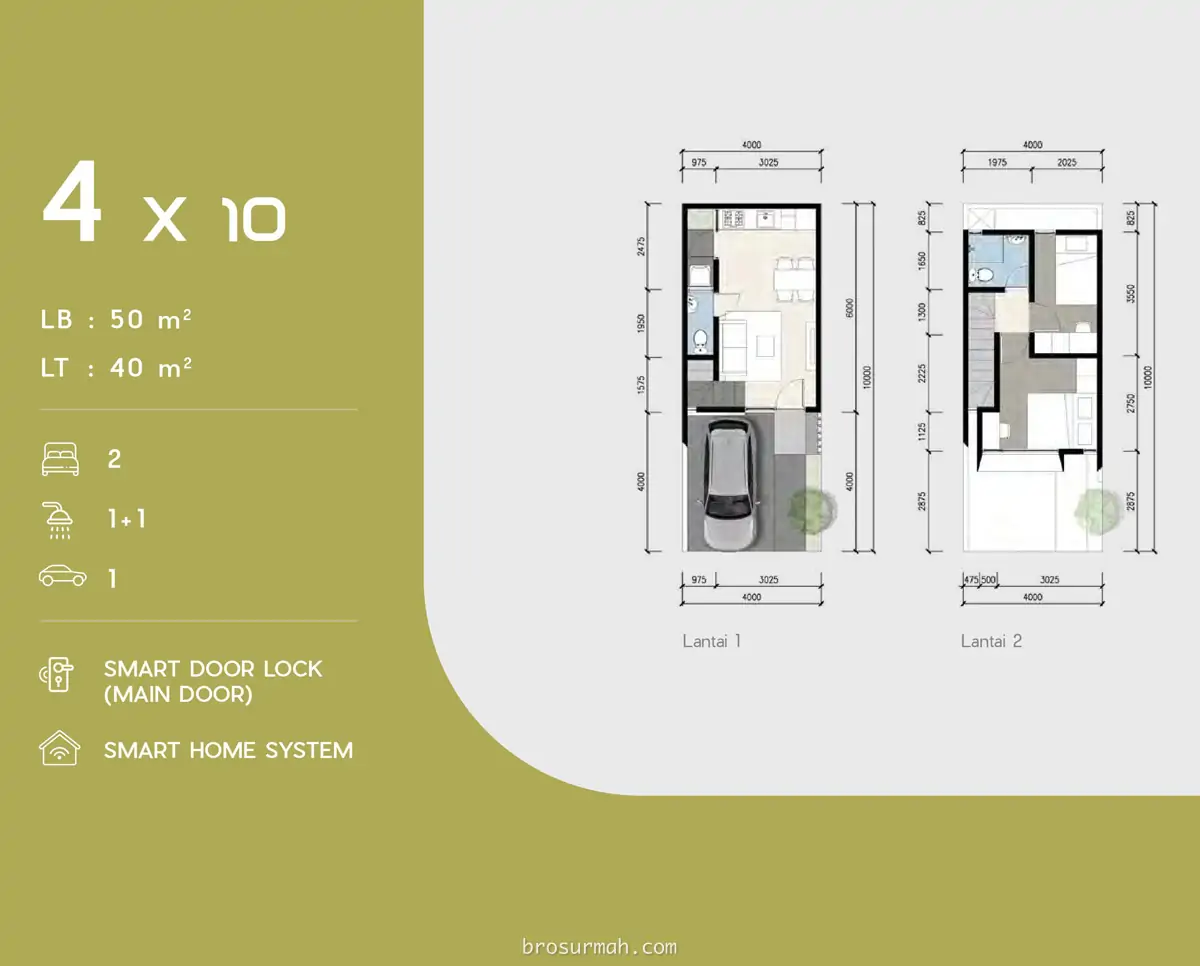 4 x 10
LB : 50 m²
LT : 40 m²
2
1+1
1
SMART DOOR LOCK
(MAIN DOOR)
SMART HOME SYSTEM
4000
975 3025
2475
1950
1575
4000
6000
4000
10000
975 3025
4000
Lantai 1
4000
1975 2025
825
1650
1300
2225
1125
2875
825
3550
2750
2875
10000
475 500 3025
4000
Lantai 2
brosurmah.com